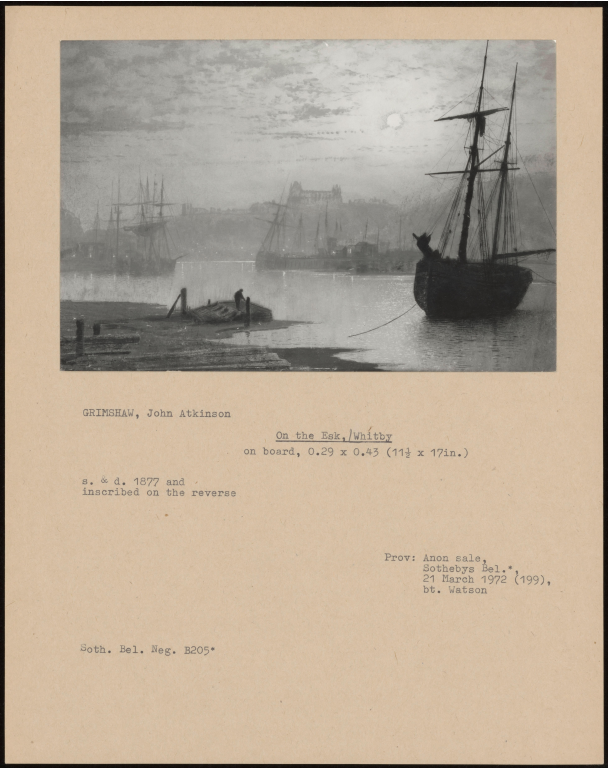 GRIMSHAW, John Atkinson
On the Esk,/Whitby
on board, 0.29 x 0.43 (11½ x 17in.)
s. & d. 1877 and
inscribed on the reverse
Prov: Anon sale,
Sothebys Bel.*,
21 March 1972 (199),
bt. Watson
Soth. Bel. Neg. B205*